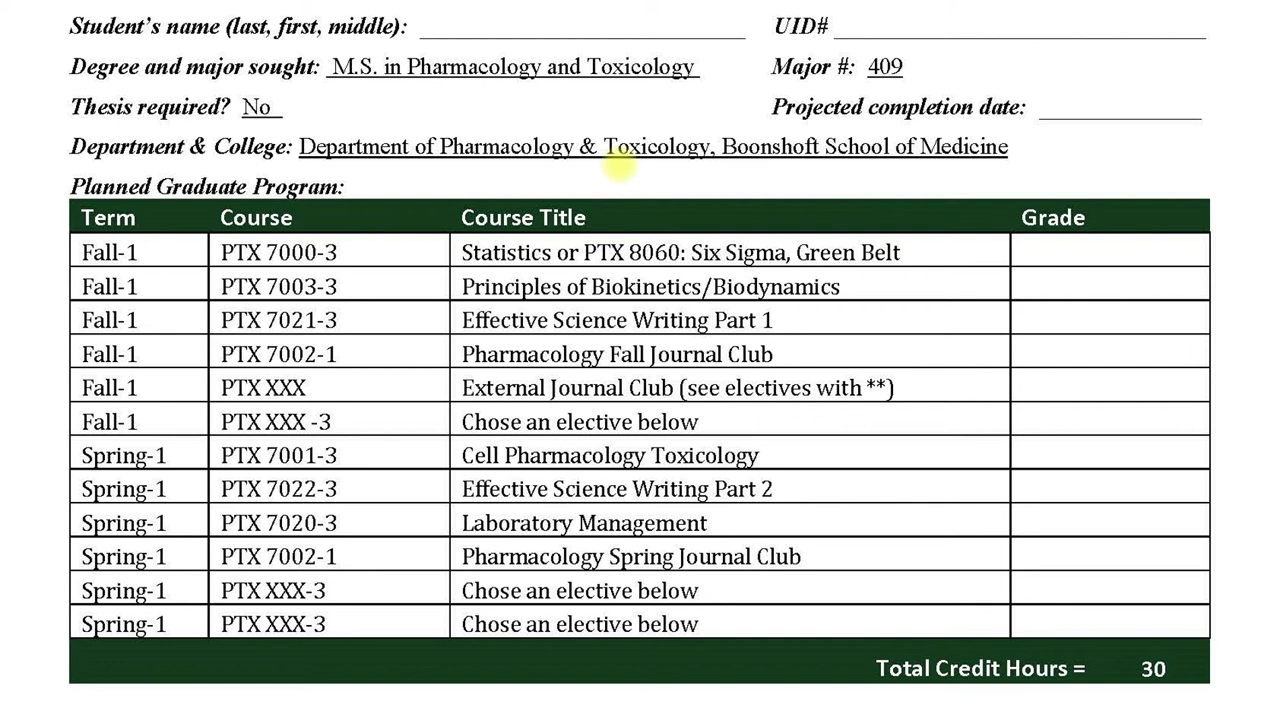 Student's name (last, first, middle): UID#
Degree and major sought: M.S. in Pharmacology and Toxicology Major #: 409
Thesis required? No Projected completion date:
Department & College: Department of Pharmacology & Toxicology, Boonshoft School of Medicine
Planned Graduate Program:
Term Course Course Title Grade
Fall-1 PTX 7000-3 Statistics or PTX 8060: Six Sigma, Green Belt
Fall-1 PTX 7003-3 Principles of Biokinetics/Biodynamics
Fall-1 PTX 7021-3 Effective Science Writing Part 1
Fall-1 PTX 7002-1 Pharmacology Fall Journal Club
Fall-1 PTX XXX External Journal Club (see electives with **)
Fall-1 PTX XXX -3 Chose an elective below
Spring-1 PTX 7001-3 Cell Pharmacology Toxicology
Spring-1 PTX 7022-3 Effective Science Writing Part 2
Spring-1 PTX 7020-3 Laboratory Management
Spring-1 PTX 7002-1 Pharmacology Spring Journal Club
Spring-1 PTX XXX-3 Chose an elective below
Spring-1 PTX XXX-3 Chose an elective below
Total Credit Hours = 30